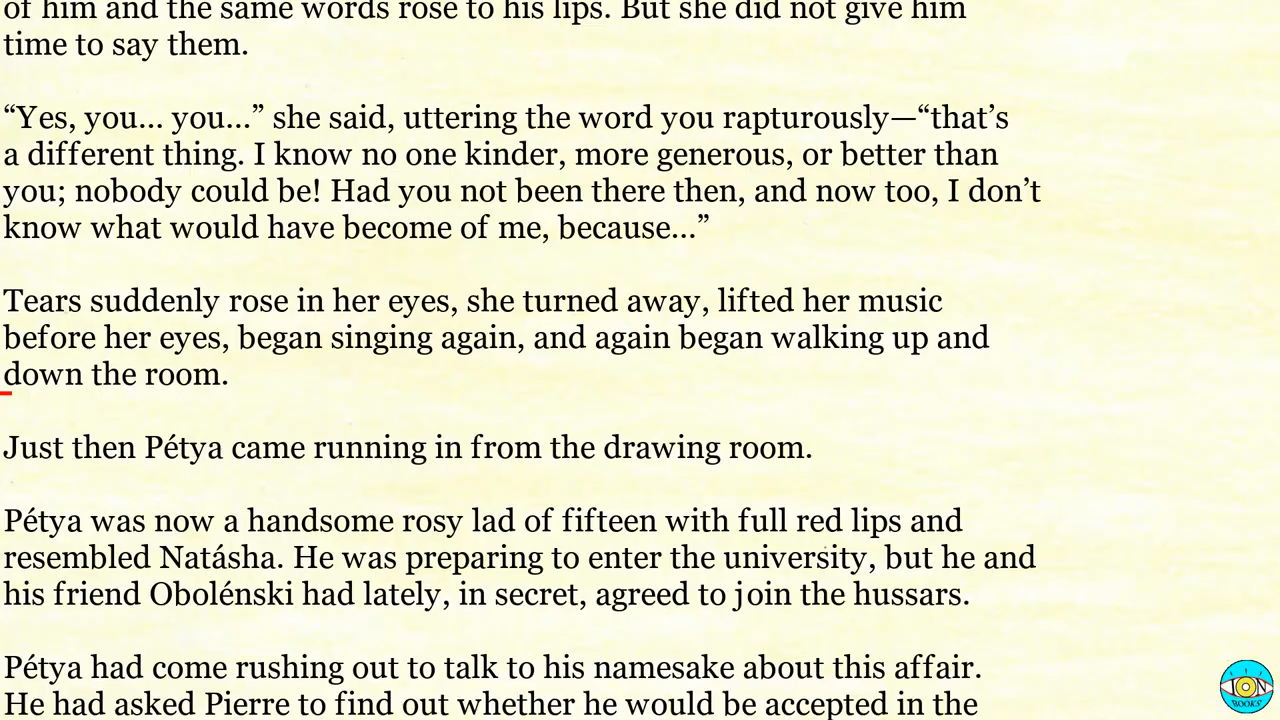 of him and the same words rose to his lips. But she did not give him
time to say them.
“Yes, you... you...” she said, uttering the word you rapturously—“that’s
a different thing. I know no one kinder, more generous, or better than
you; nobody could be! Had you not been there then, and now too, I don’t
know what would have become of me, because...”
Tears suddenly rose in her eyes, she turned away, lifted her music
before her eyes, began singing again, and again began walking up and
down the room.
Just then Pétya came running in from the drawing room.
Pétya was now a handsome rosy lad of fifteen with full red lips and
resembled Natásha. He was preparing to enter the university, but he and
his friend Obolénski had lately, in secret, agreed to join the hussars.
Pétya had come rushing out to talk to his namesake about this affair.
He had asked Pierre to find out whether he would be accepted in the
ION
BOOKS